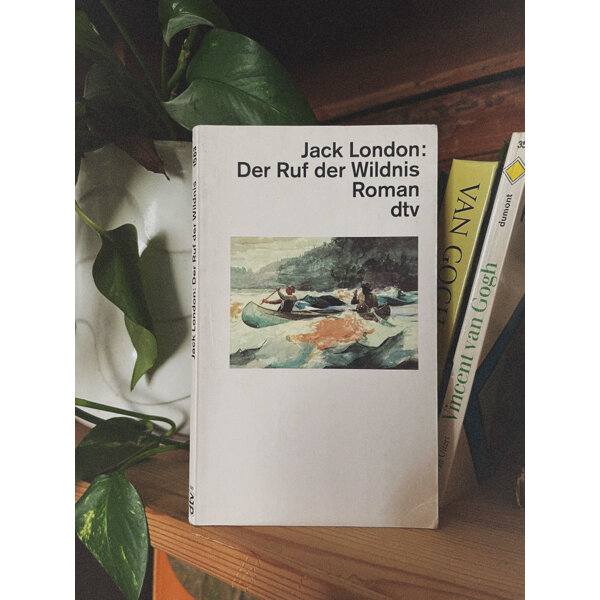 Jack London:
Der Ruf der Wildnis
Roman
dtv
Jack London: Der Ruf der Wildnis
dtv
VAN GOGH
Vincent van Gogh
dumont
35